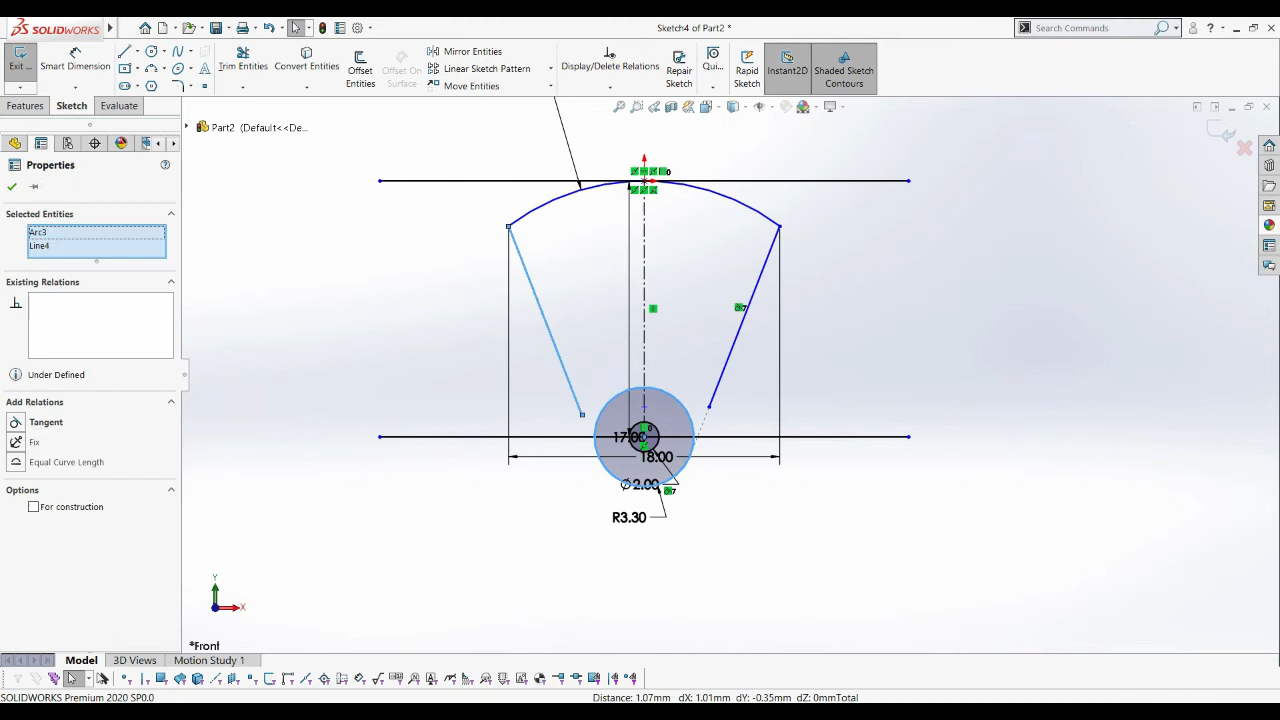 SOLIDWORKS
Sketch4 of Part2 *
Search Commands
Exit ...
Smart Dimension
Trim Entities
Convert Entities
Offset Entities
Offset On Surface
Mirror Entities
Linear Sketch Pattern
Move Entities
Display/Delete Relations
Repair Sketch
Qui...
Rapid Sketch
Instant2D
Shaded Sketch Contours
Features
Sketch
Evaluate
Part2 (Default<<De...
Properties
Selected Entities
Arc3
Line4
Existing Relations
Under Defined
Add Relations
Tangent
Fix
Equal Curve Length
Options
For construction
17.00
18.00
∅2.00
R3.30
Y
X
*Front
Model
3D Views
Motion Study 1
SOLIDWORKS Premium 2020 SP0.0
Distance: 1.07mm dX: 1.01mm dY: -0.35mm dZ: 0mmTotal